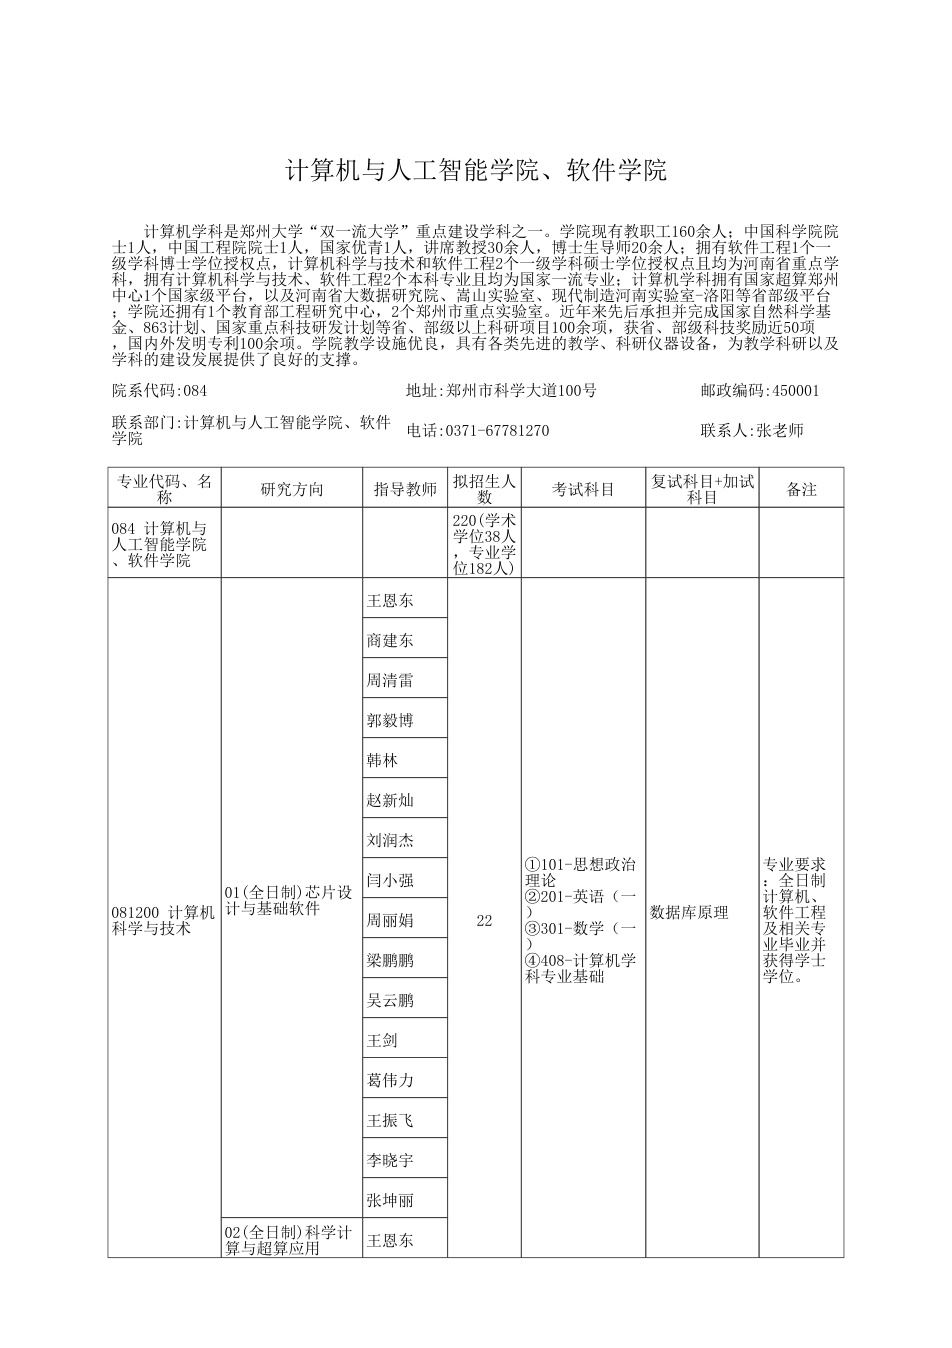 计算机与人工智能学院、软件学院
计算机学科是郑州大学“双一流大学”重点建设学科之一。学院现有教职工160余人；中国科学院院
士1人，中国工程院院士1人，国家优青1人，讲席教授30余人，博士生导师20余人；拥有软件工程1个一
级学科博士学位授权点，计算机科学与技术和软件工程2个一级学科硕士学位授权点且均为河南省重点学
科，拥有计算机科学与技术、软件工程2个本科专业且均为国家一流专业；计算机学科拥有国家超算郑州
中心1个国家级平台，以及河南省大数据研究院、嵩山实验室、现代制造河南实验室-洛阳等省部级平台
；学院还拥有1个教育部工程研究中心，2个郑州市重点实验室。近年来先后承担并完成国家自然科学基
金、863计划、国家重点科技研发计划等省、部级以上科研项目100余项，获省、部级科技奖励近50项
，国内外发明专利100余项。学院教学设施优良，具有各类先进的教学、科研仪器设备，为教学科研以及
学科的建设发展提供了良好的支撑。
院系代码:084 地址:郑州市科学大道100号 邮政编码:450001
联系部门:计算机与人工智能学院、软件
学院
电话:0371-67781270 联系人:张老师
专业代码、名
称
研究方向
指导教师
拟招生人
数
考试科目
复试科目+加试
科目
备注
084 计算机与
人工智能学院
、软件学院
220(学术
学位38人
，专业学
位182人)
081200 计算机
科学与技术
01(全日制)芯片设
计与基础软件
王恩东
商建东
周清雷
郭毅博
韩林
赵新灿
刘润杰
闫小强
周丽娟
梁鹏鹏
吴云鹏
王剑
葛伟力
王振飞
李晓宇
张坤丽
22
①101-思想政治
理论
②201-英语（一
）
③301-数学（一
）
④408-计算机学
科专业基础
数据库原理
专业要求
：全日制
计算机、
软件工程
及相关专
业毕业并
获得学士
学位。
02(全日制)科学计
算与超算应用
王恩东